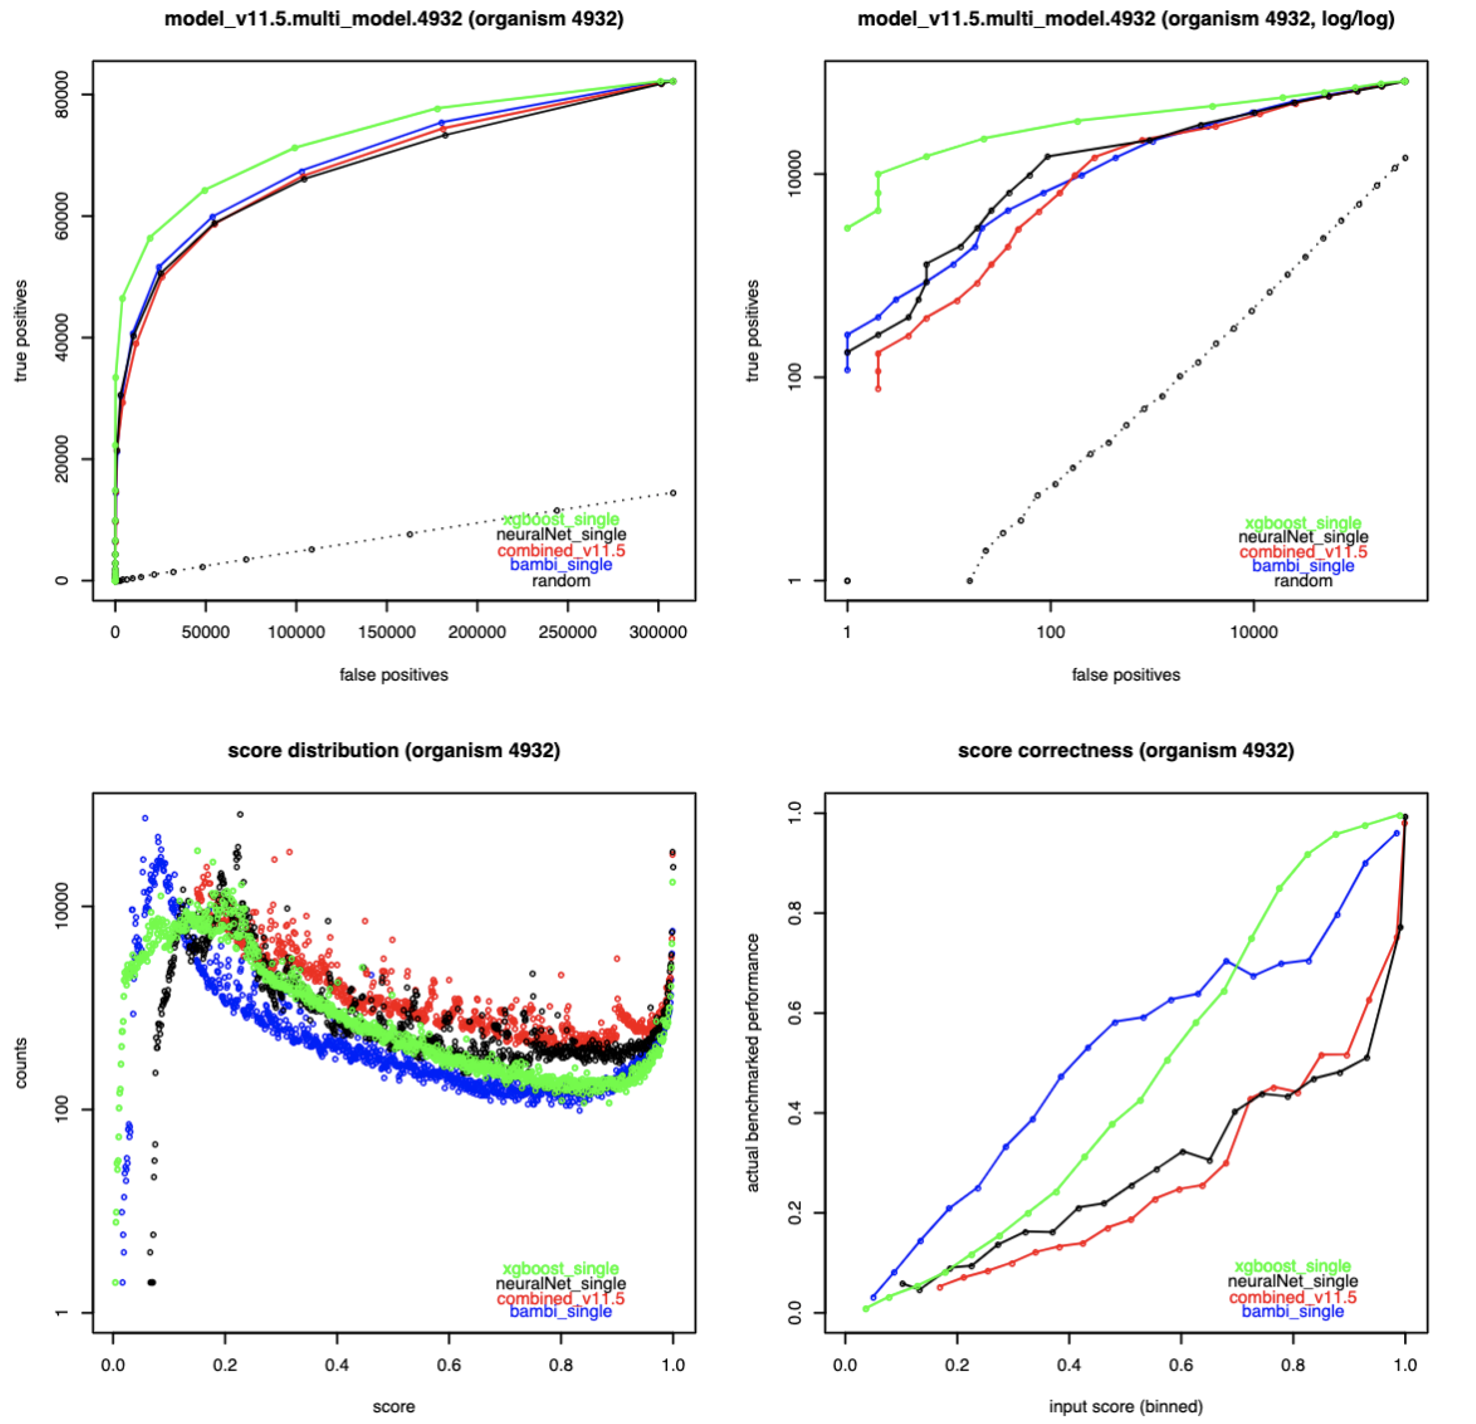 model_v11.5.multi_model.4932 (organism 4932)
true positives
80000
60000
40000
20000
0
xgboost_single
neuralNet_single
combined_v11.5
bambi_single
random
0 50000 100000 150000 200000 250000 300000
false positives
model_v11.5.multi_model.4932 (organism 4932, log/log)
true positives
10000
100
1
xgboost_single
neuralNet_single
combined_v11.5
bambi_single
random
1 100 10000
false positives
score distribution (organism 4932)
counts
10000
100
1
xgboost_single
neuralNet_single
combined_v11.5
bambi_single
0.0 0.2 0.4 0.6 0.8 1.0
score
score correctness (organism 4932)
actual benchmarked performance
1.0
0.8
0.6
0.4
0.2
0.0
xgboost_single
neuralNet_single
combined_v11.5
bambi_single
0.0 0.2 0.4 0.6 0.8 1.0
input score (binned)